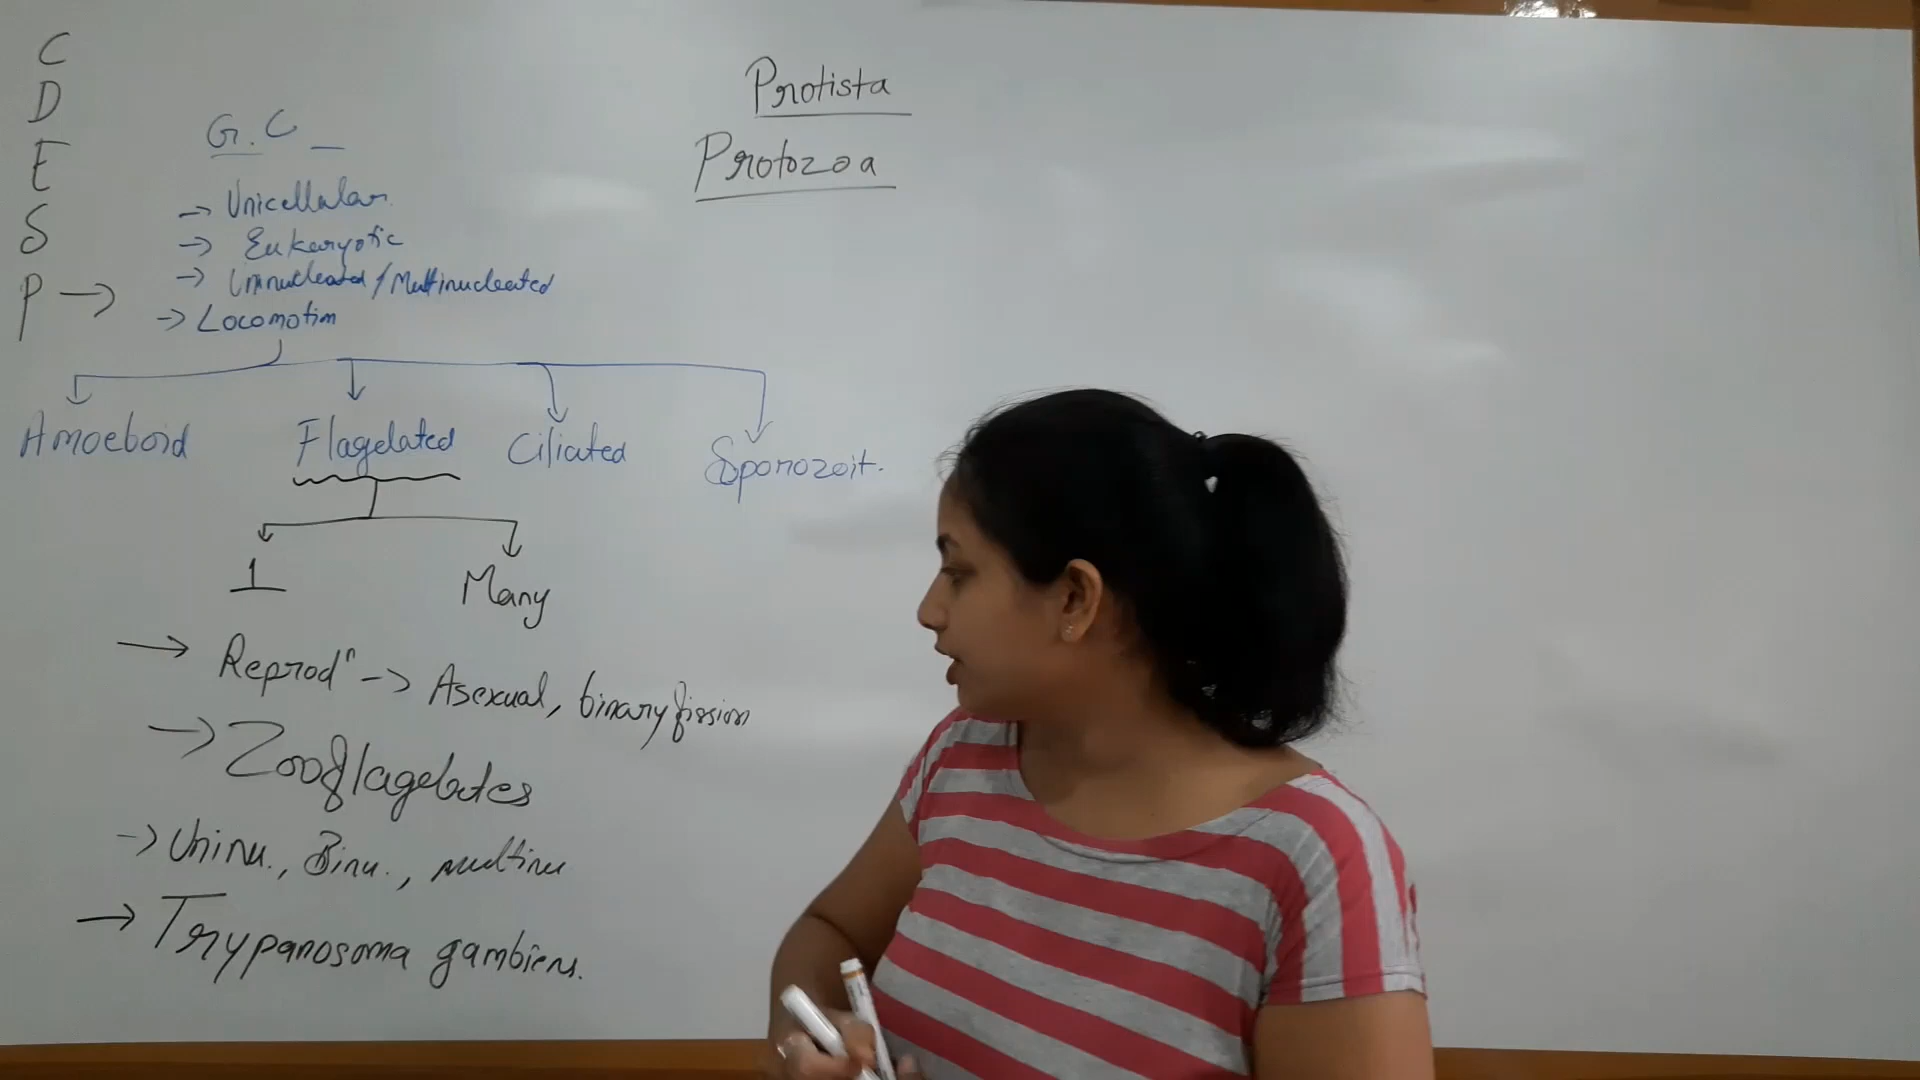 Protista
Protozoa
C
D
E
S
P →
G.C _
→ Unicellular
→ Eukaryotic
→ Uninucleated / Multinucleated
→ Locomotion
Amoeboid Flagelated Ciliated Sporozoit.
1 Many
→ Reprodⁿ → Asexual, binary fission
→ Zooflagelates
→ Uninu., Binu., multinu
→ Trypanosoma gambiens.